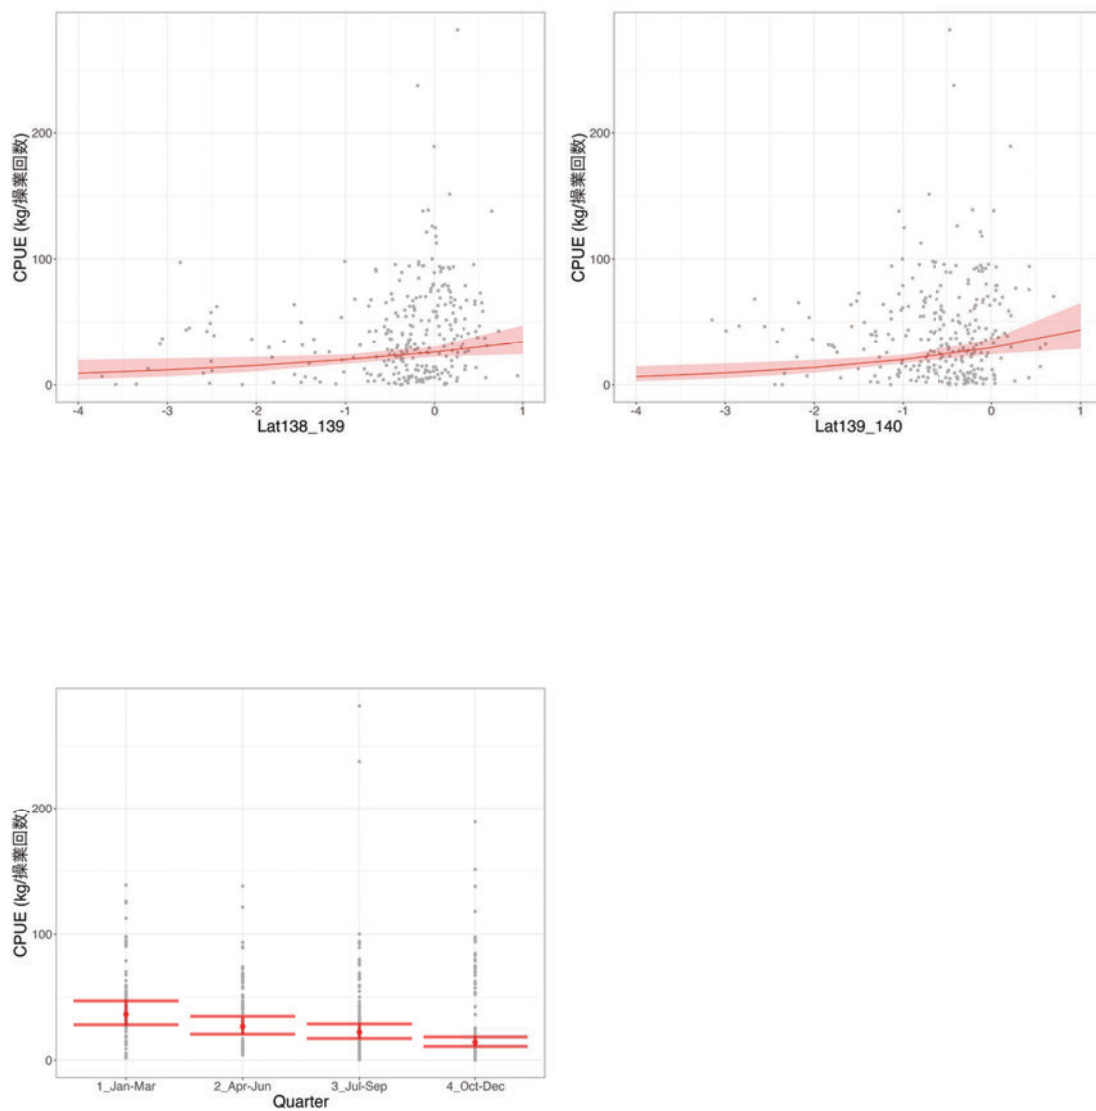 CPUE (kg/操業回数)
200
100
0
-4 -3 -2 -1 0 1
Lat138_139
CPUE (kg/操業回数)
200
100
0
-4 -3 -2 -1 0 1
Lat139_140
CPUE (kg/操業回数)
200
100
0
1_Jan-Mar 2_Apr-Jun 3_Jul-Sep 4_Oct-Dec
Quarter